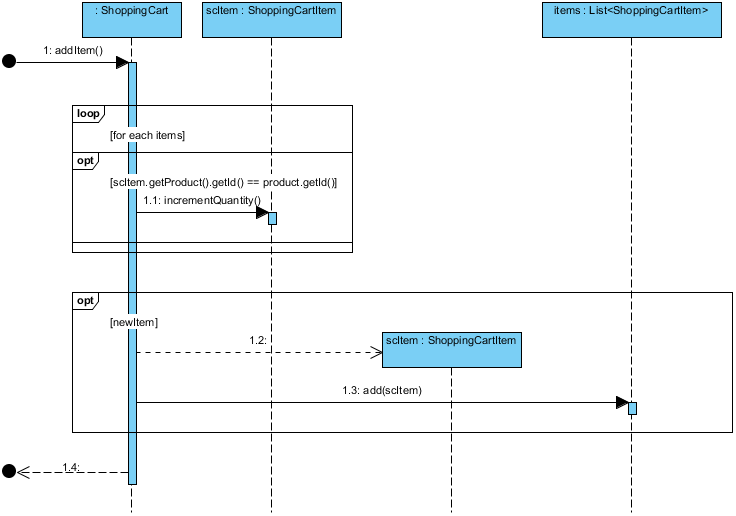 : ShoppingCart
scItem : ShoppingCartItem
items : List<ShoppingCartItem>
1: addItem()
loop
[for each items]
opt
[scItem.getProduct().getId() == product.getId()]
1.1: incrementQuantity()
opt
[newItem]
1.2:
scItem : ShoppingCartItem
1.3: add(scItem)
1.4: